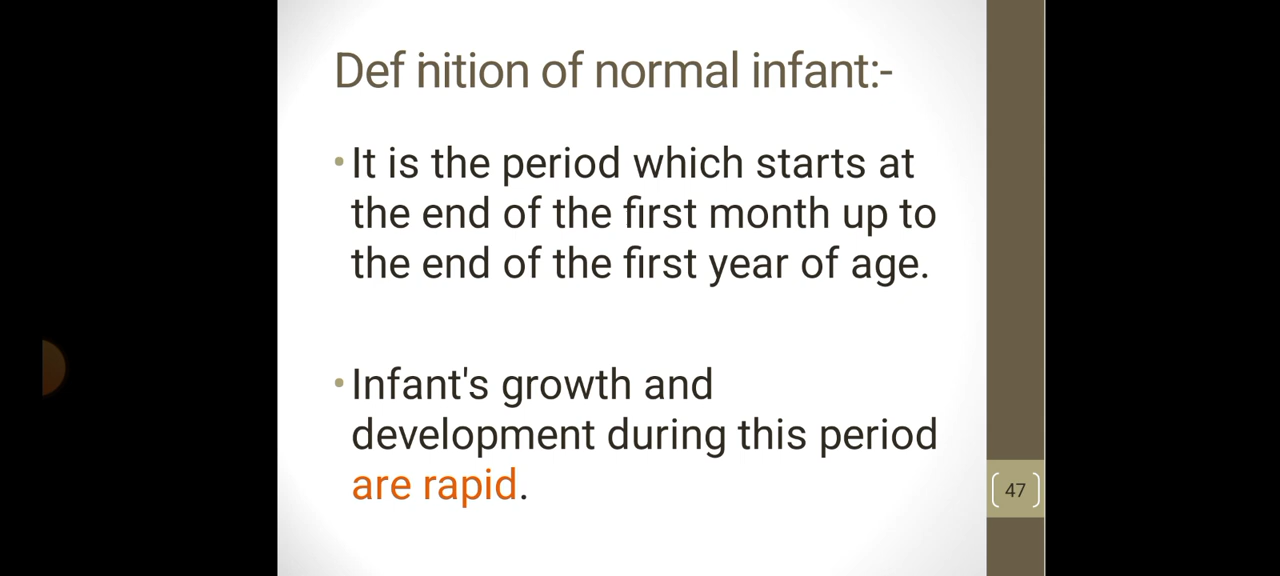 Def nition of normal infant:-
•It is the period which starts at
the end of the first month up to
the end of the first year of age.
•Infant's growth and
development during this period
are rapid.
47